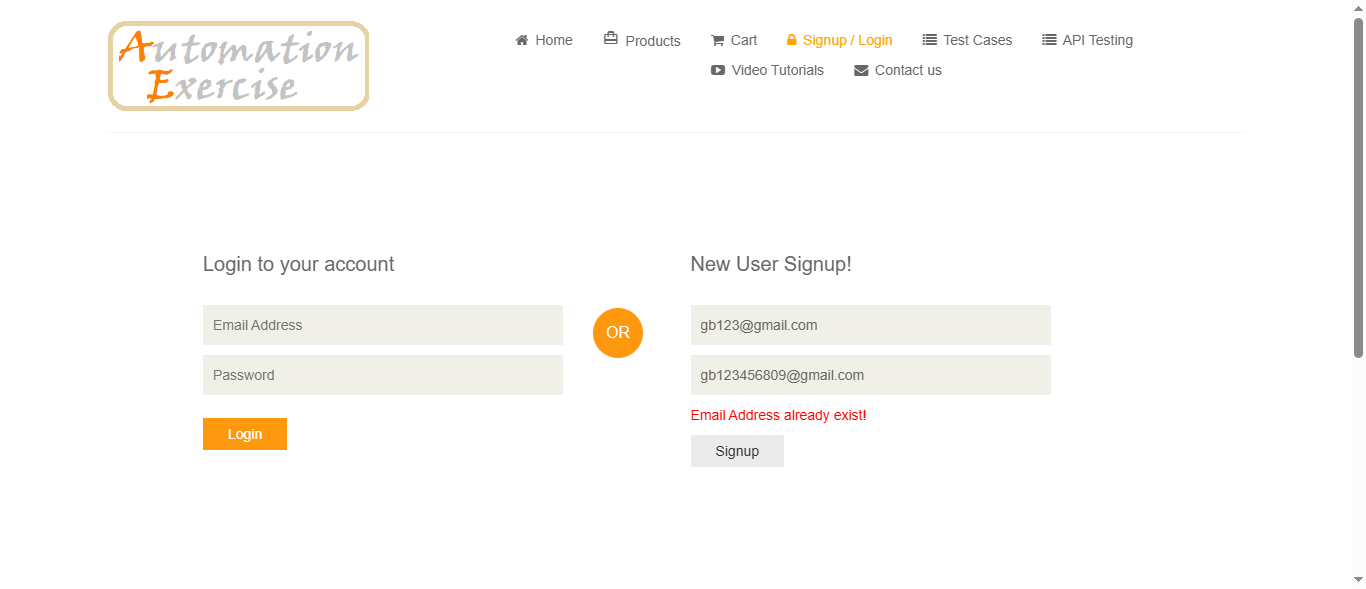 Automation
Exercise
Home Products Cart Signup / Login Test Cases API Testing
Video Tutorials Contact us
Login to your account
New User Signup!
Email Address
OR
gb123@gmail.com
Password
gb123456809@gmail.com
Email Address already exist!
Login
Signup